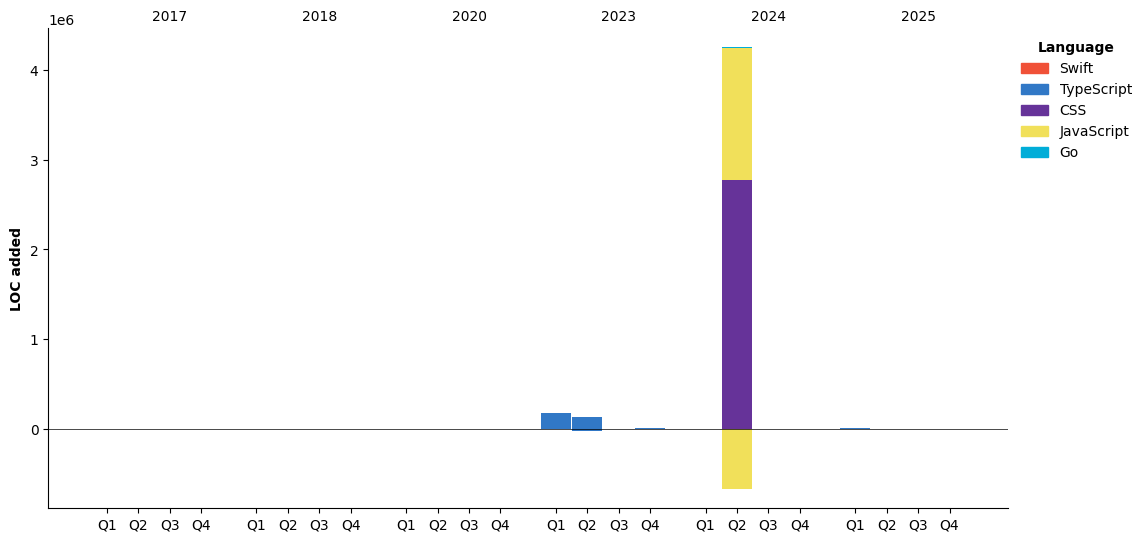 2017 2018 2020 2023 2024 2025
1e6
Language
Swift
TypeScript
CSS
JavaScript
Go
4
3
2
1
0
LOC added
Q1 Q2 Q3 Q4 Q1 Q2 Q3 Q4 Q1 Q2 Q3 Q4 Q1 Q2 Q3 Q4 Q1 Q2 Q3 Q4 Q1 Q2 Q3 Q4